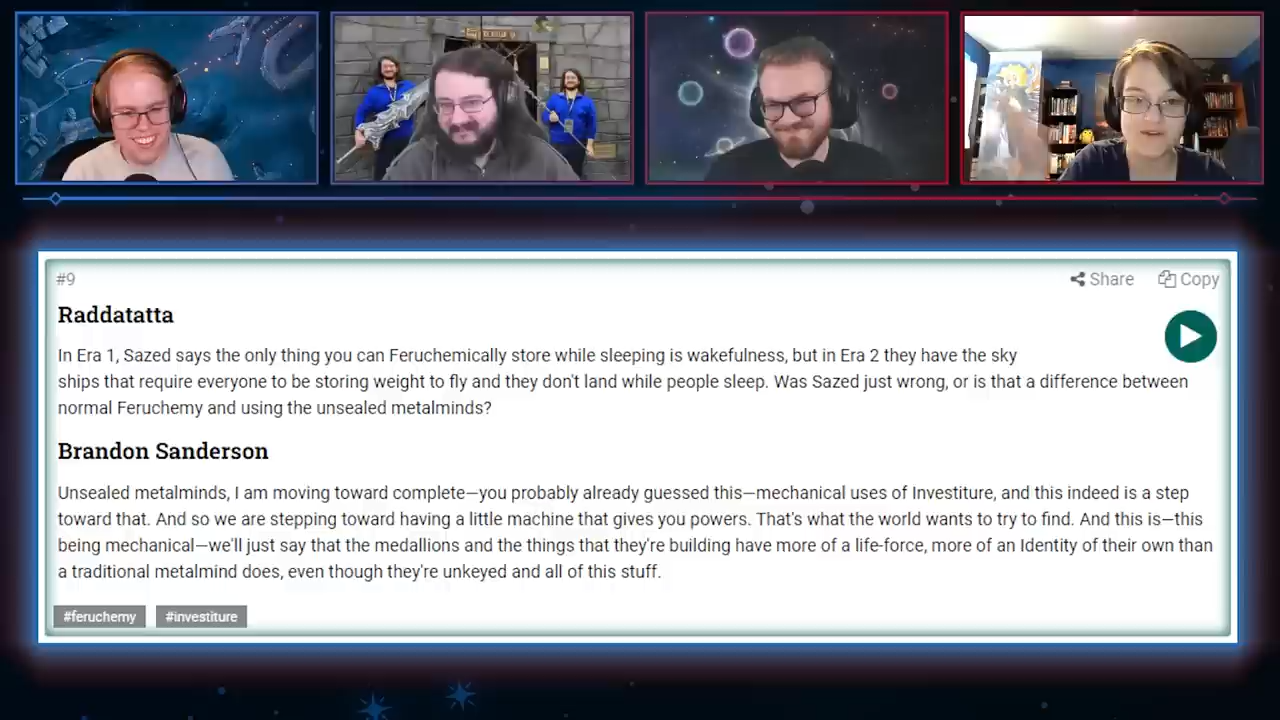 #9
Share
Copy
Raddatatta
In Era 1, Sazed says the only thing you can Feruchemically store while sleeping is wakefulness, but in Era 2 they have the sky
ships that require everyone to be storing weight to fly and they don't land while people sleep. Was Sazed just wrong, or is that a difference between
normal Feruchemy and using the unsealed metalminds?
Brandon Sanderson
Unsealed metalminds, I am moving toward complete—you probably already guessed this—mechanical uses of Investiture, and this indeed is a step
toward that. And so we are stepping toward having a little machine that gives you powers. That's what the world wants to try to find. And this is—this
being mechanical—we'll just say that the medallions and the things that they're building have more of a life-force, more of an Identity of their own than
a traditional metalmind does, even though they're unkeyed and all of this stuff.
#feruchemy
#investiture